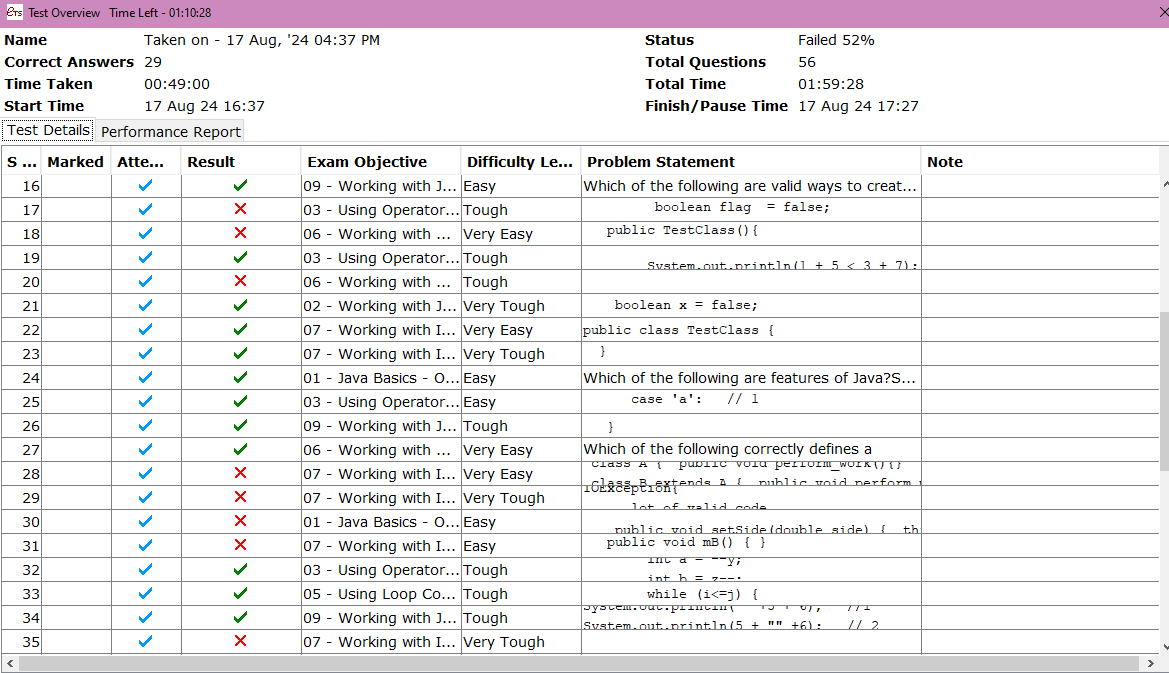 eTs Test Overview Time Left - 01:10:28
Name Taken on - 17 Aug, '24 04:37 PM Status Failed 52%
Correct Answers 29 Total Questions 56
Time Taken 00:49:00 Total Time 01:59:28
Start Time 17 Aug 24 16:37 Finish/Pause Time 17 Aug 24 17:27
Test Details Performance Report
S ... Marked Atte... Result Exam Objective Difficulty Le... Problem Statement Note
16 09 - Working with J... Easy Which of the following are valid ways to creat...
17 03 - Using Operator... Tough boolean flag = false;
18 06 - Working with ... Very Easy public TestClass(){
19 03 - Using Operator... Tough System.out.println(1 + 5 < 3 + 7);
20 06 - Working with ... Tough
21 02 - Working with J... Very Tough boolean x = false;
22 07 - Working with I... Very Easy public class TestClass {
23 07 - Working with I... Very Tough }
24 01 - Java Basics - O... Easy Which of the following are features of Java?S...
25 03 - Using Operator... Easy case 'a': // 1
26 09 - Working with J... Tough }
27 06 - Working with ... Very Easy Which of the following correctly defines a
28 07 - Working with I... Very Easy class A { public void perform_work(){}
class B extends A { public void perform
29 07 - Working with I... Very Tough IOException{
lot of valid code
30 01 - Java Basics - O... Easy public void setSide(double side) { thi
31 07 - Working with I... Easy public void mB() { }
32 03 - Using Operator... Tough int a = --y;
int b = z--;
33 05 - Using Loop Co... Tough while (i<=j) {
34 09 - Working with J... Tough System.out.println( +5 + 6); //1
System.out.println(5 + "" +6); // 2
35 07 - Working with I... Very Tough